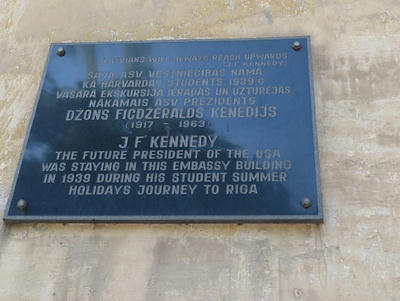 "LATVIANS WILL ALWAYS REACH UPWARDS"
J.F. KENNEDY
ŠAJĀ ASV VĒSTNIECĪBAS NAMĀ
KĀ HARVARDAS STUDENTS 1939.G
VASARĀ EKSKURSIJĀ IERADĀS UN UZTURĒJĀS
NĀKAMAIS ASV PREZIDENTS
DŽONS FICDŽERALDS KENEDIJS
(1917 - 1963)
J F KENNEDY
THE FUTURE PRESIDENT OF THE USA
WAS STAYING IN THIS EMBASSY BUILDING
IN 1939 DURING HIS STUDENT SUMMER
HOLIDAYS JOURNEY TO RIGA